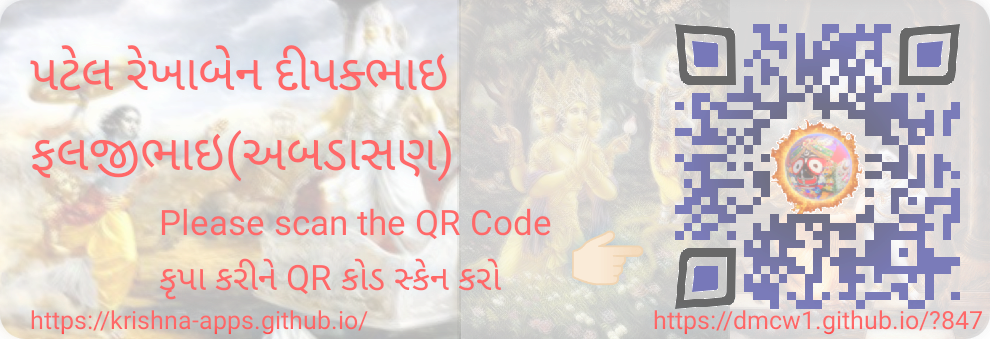 પટેલ રેખાબેન દીપકભાઇ
ફલજીભાઇ(અબડાસણ)
Please scan the QR Code
કૃપા કરીને QR કોડ સ્કેન કરો
https://krishna-apps.github.io/
https://dmcw1.github.io/?847